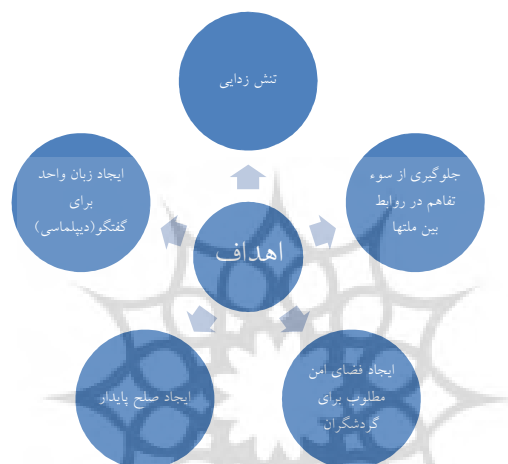 تنش زدایی
جلوگیری از سوء
تفاهم در روابط
بین ملتها
ایجاد زبان واحد
برای
گفتگو(دیپلماسی)
اهداف
ایجاد فضای امن
مطلوب برای
گردشگران
ایجاد صلح پایدار